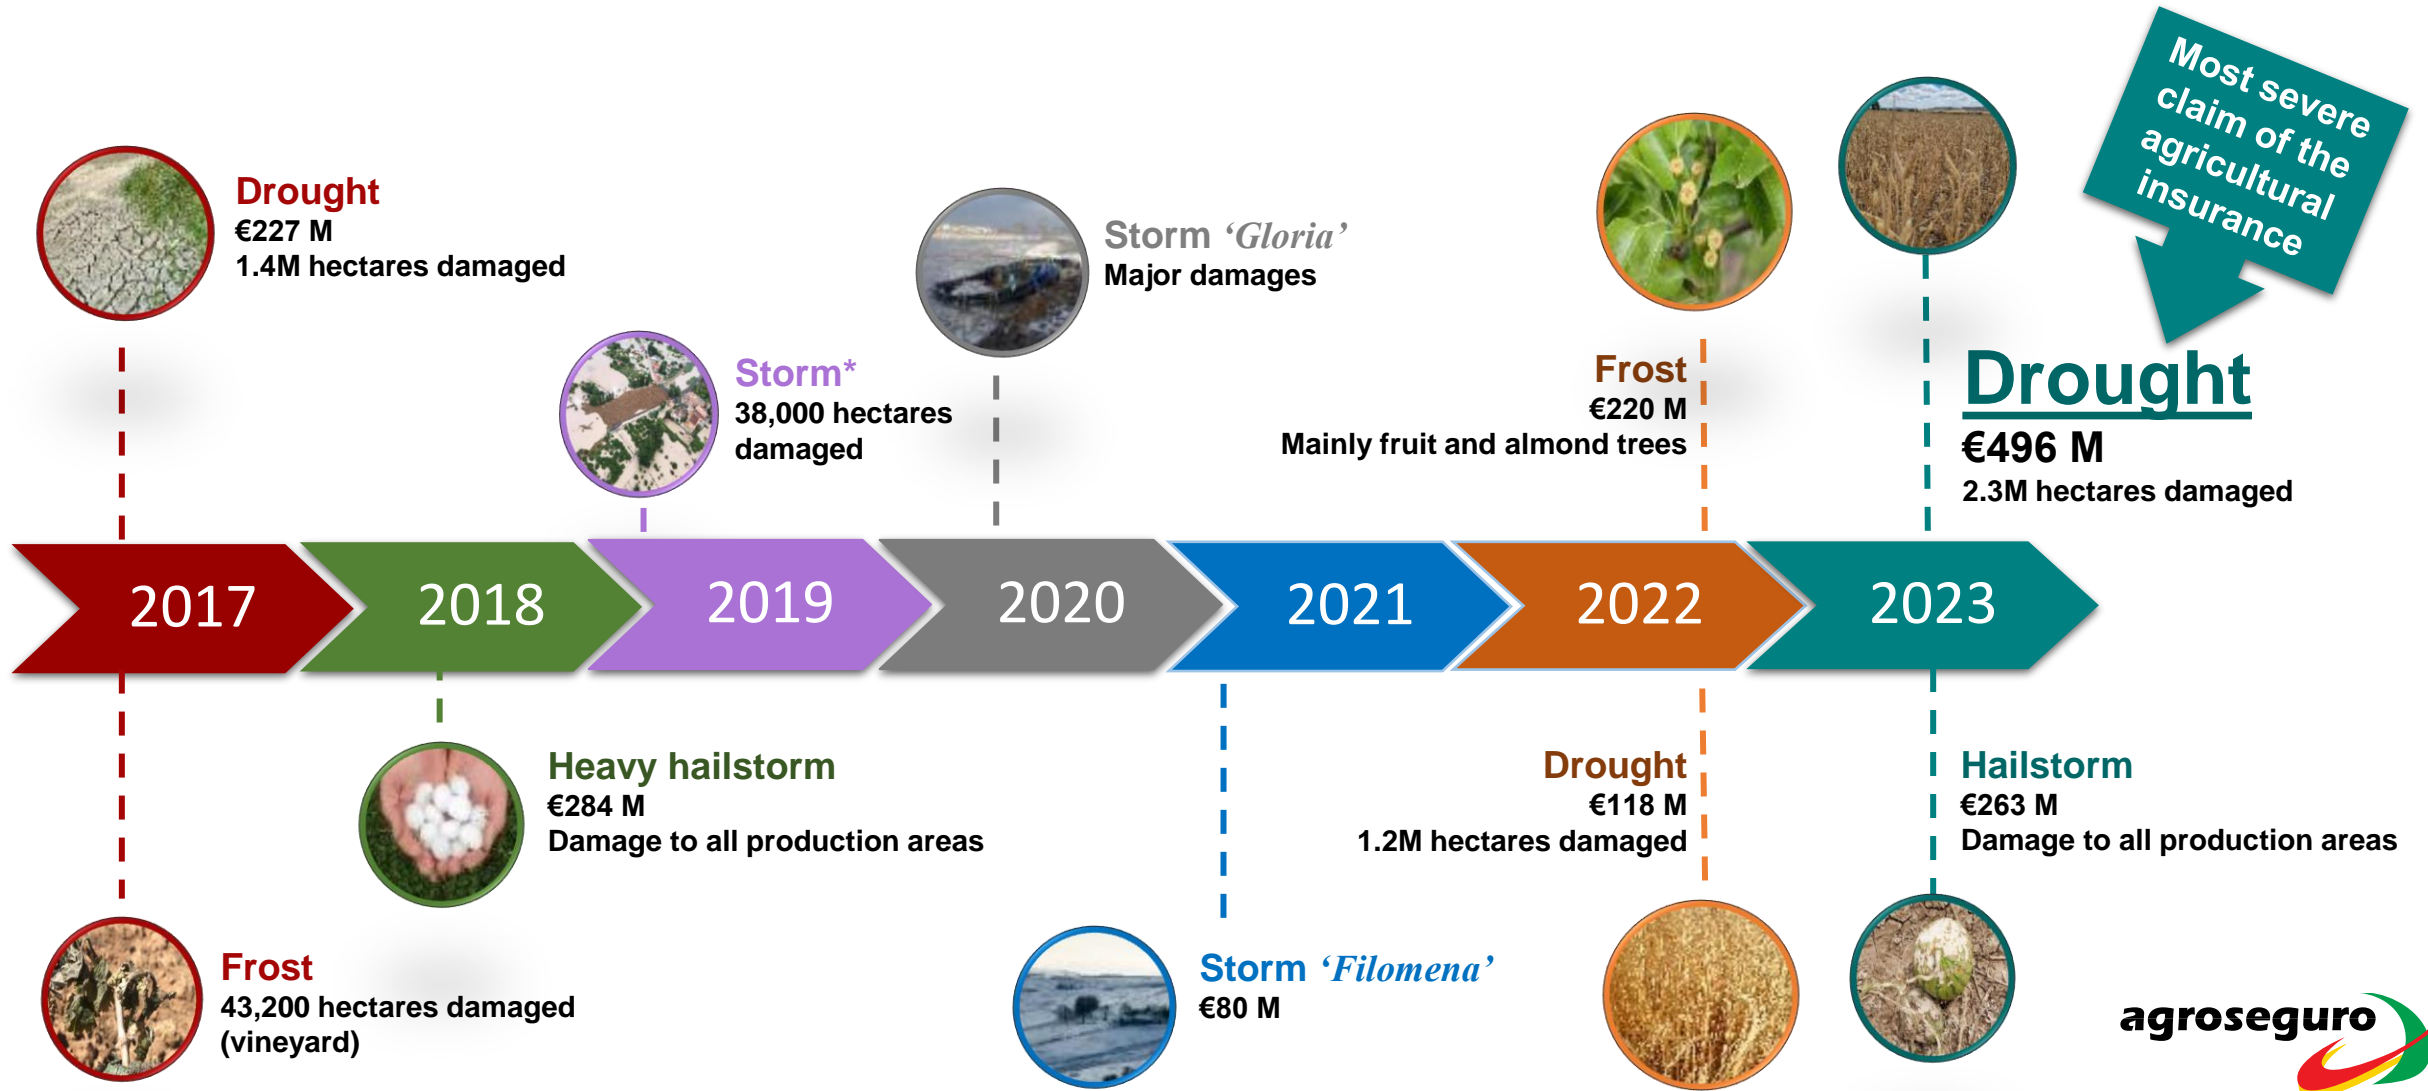 Most severe
claim of the
agricultural
insurance
Drought
€227 M
1.4M hectares damaged
Storm*
38,000 hectares
damaged
Storm ‘Gloria’
Major damages
Frost
€220 M
Mainly fruit and almond trees
Drought
€496 M
2.3M hectares damaged
2017
2018
2019
2020
2021
2022
2023
Frost
43,200 hectares damaged
(vineyard)
Heavy hailstorm
€284 M
Damage to all production areas
Storm ‘Filomena’
€80 M
Drought
€118 M
1.2M hectares damaged
Hailstorm
€263 M
Damage to all production areas
agroseguro